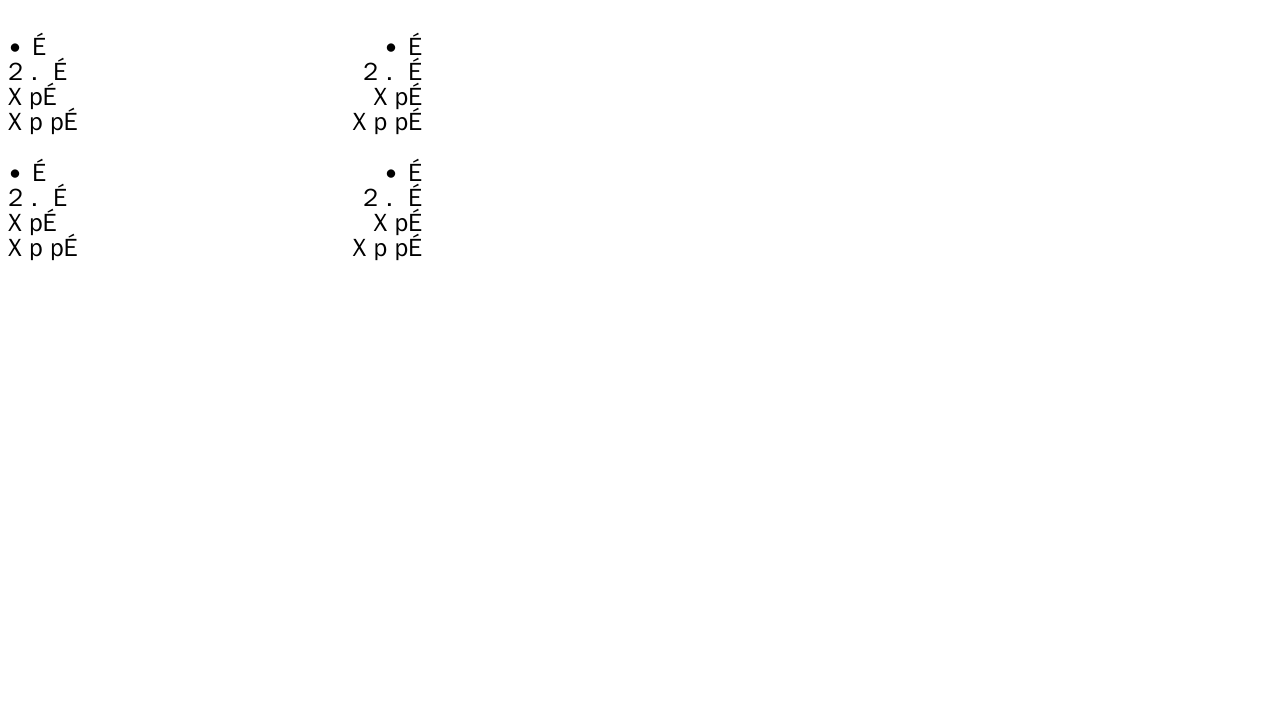 • É
2. É
X pÉ
X p pÉ
• É
2. É
X pÉ
X p pÉ
• É
2. É
X pÉ
X p pÉ
• É
2. É
X pÉ
X p pÉ